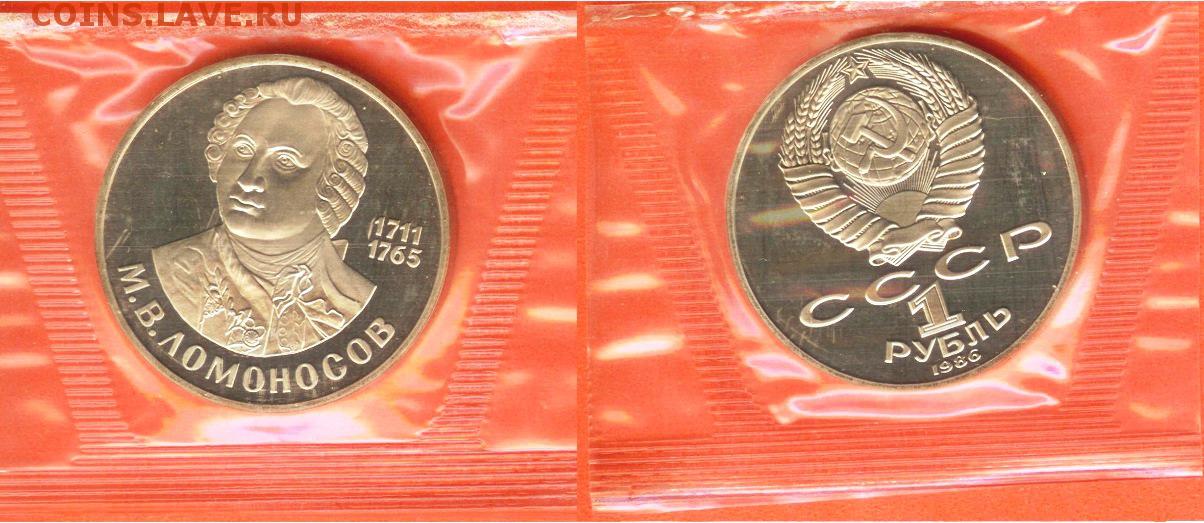 COINS.LAVE.RU
1711
1765
М.В.ЛОМОНОСОВ
СССР
1
РУБЛЬ
1986